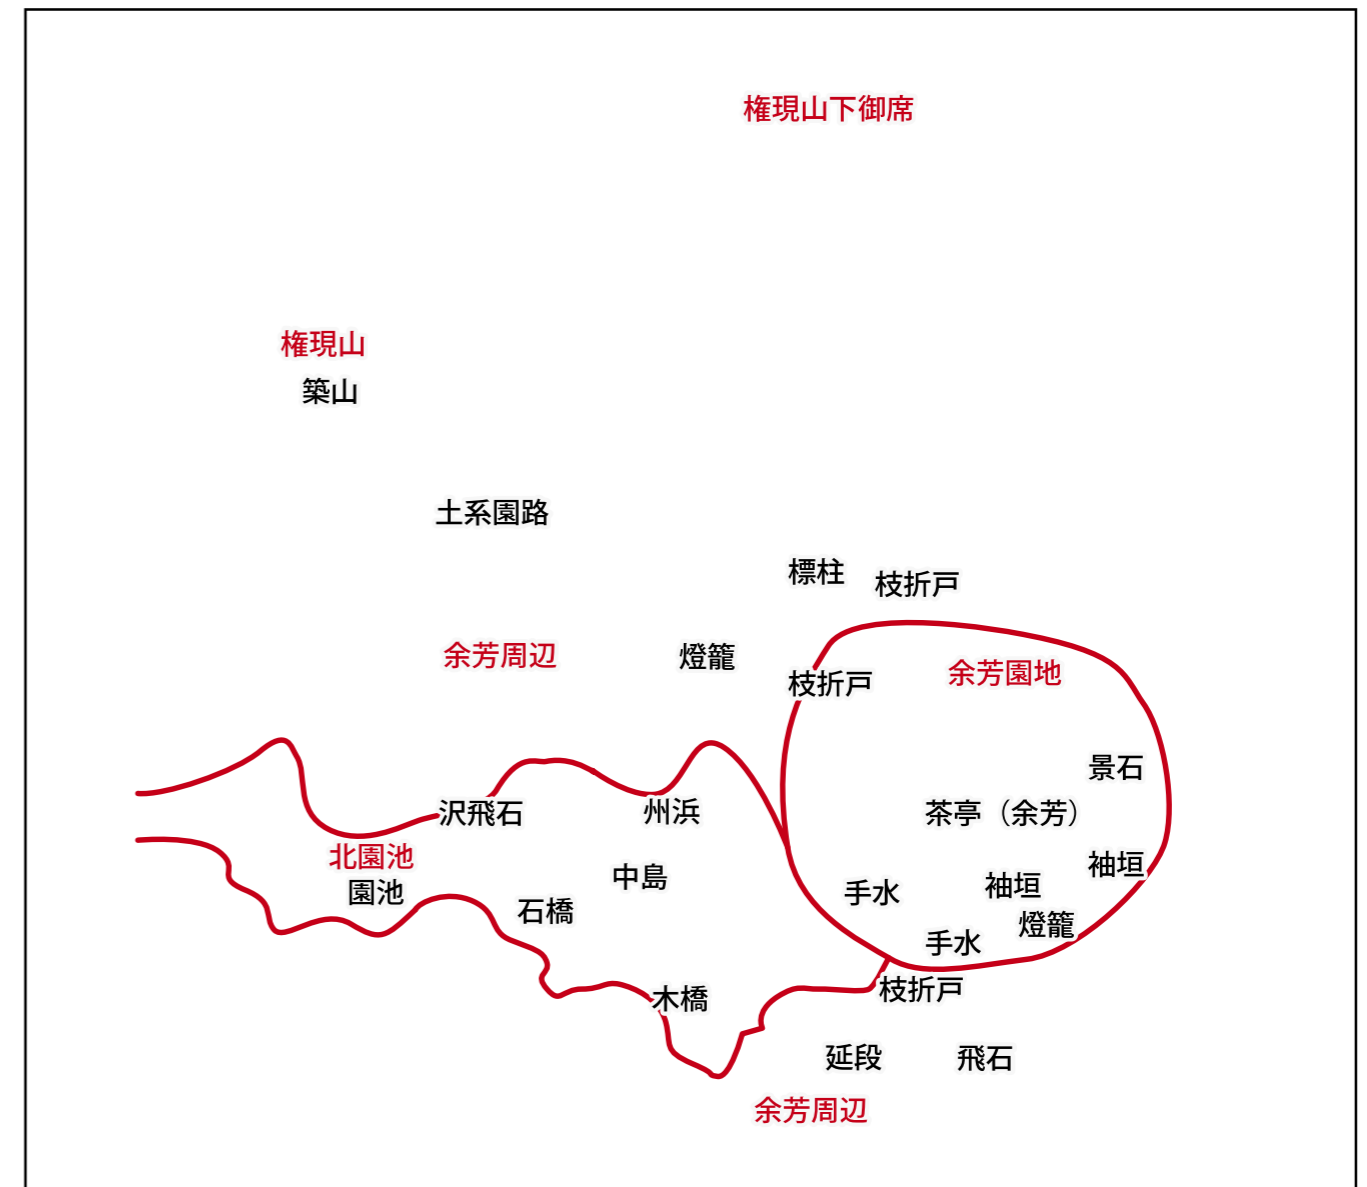 権現山下御席
権現山
築山
土系園路
標柱
枝折戸
余芳周辺
燈籠
枝折戸
余芳園地
景石
沢飛石
州浜
茶亭（余芳）
北園池
園池
中島
袖垣
手水
袖垣
石橋
燈籠
手水
木橋
枝折戸
延段
飛石
余芳周辺